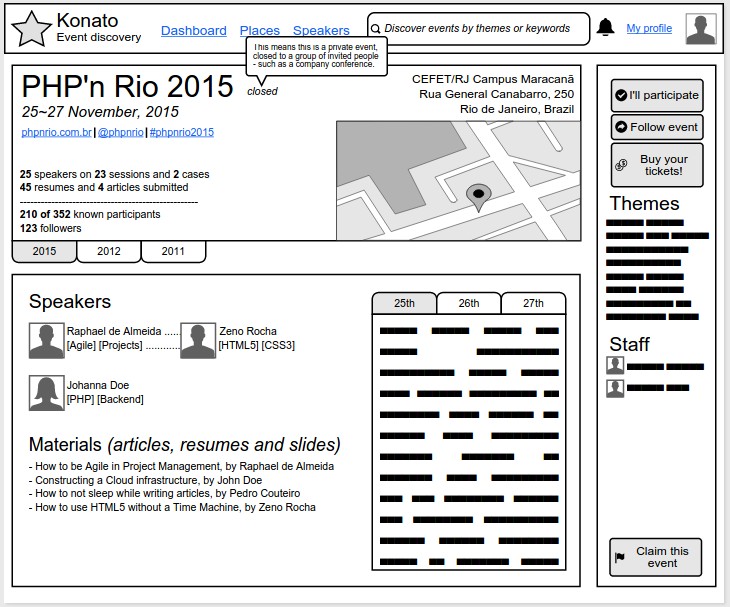 Konato
Event discovery
Dashboard Places Speakers
Discover events by themes or keywords
My profile
This means this is a private event,
closed to a group of invited people
- such as a company conference.
closed
PHP'n Rio 2015
25~27 November, 2015
phpnrio.com.br | @phpnrio | #phpnrio2015
CEFET/RJ Campus Maracanã
Rua General Canabarro, 250
Rio de Janeiro, Brazil
25 speakers on 23 sessions and 2 cases
45 resumes and 4 articles submitted
210 of 352 known participants
123 followers
2015 2012 2011
I'll participate
Follow event
Buy your
tickets!
Themes
Staff
Claim this
event
Speakers
Raphael de Almeida .....
[Agile] [Projects] ............
Zeno Rocha
[HTML5] [CSS3]
Johanna Doe
[PHP] [Backend]
Materials (articles, resumes and slides)
- How to be Agile in Project Management, by Raphael de Almeida
- Constructing a Cloud infrastructure, by John Doe
- How to not sleep while writing articles, by Pedro Couteiro
- How to use HTML5 without a Time Machine, by Zeno Rocha
25th 26th 27th